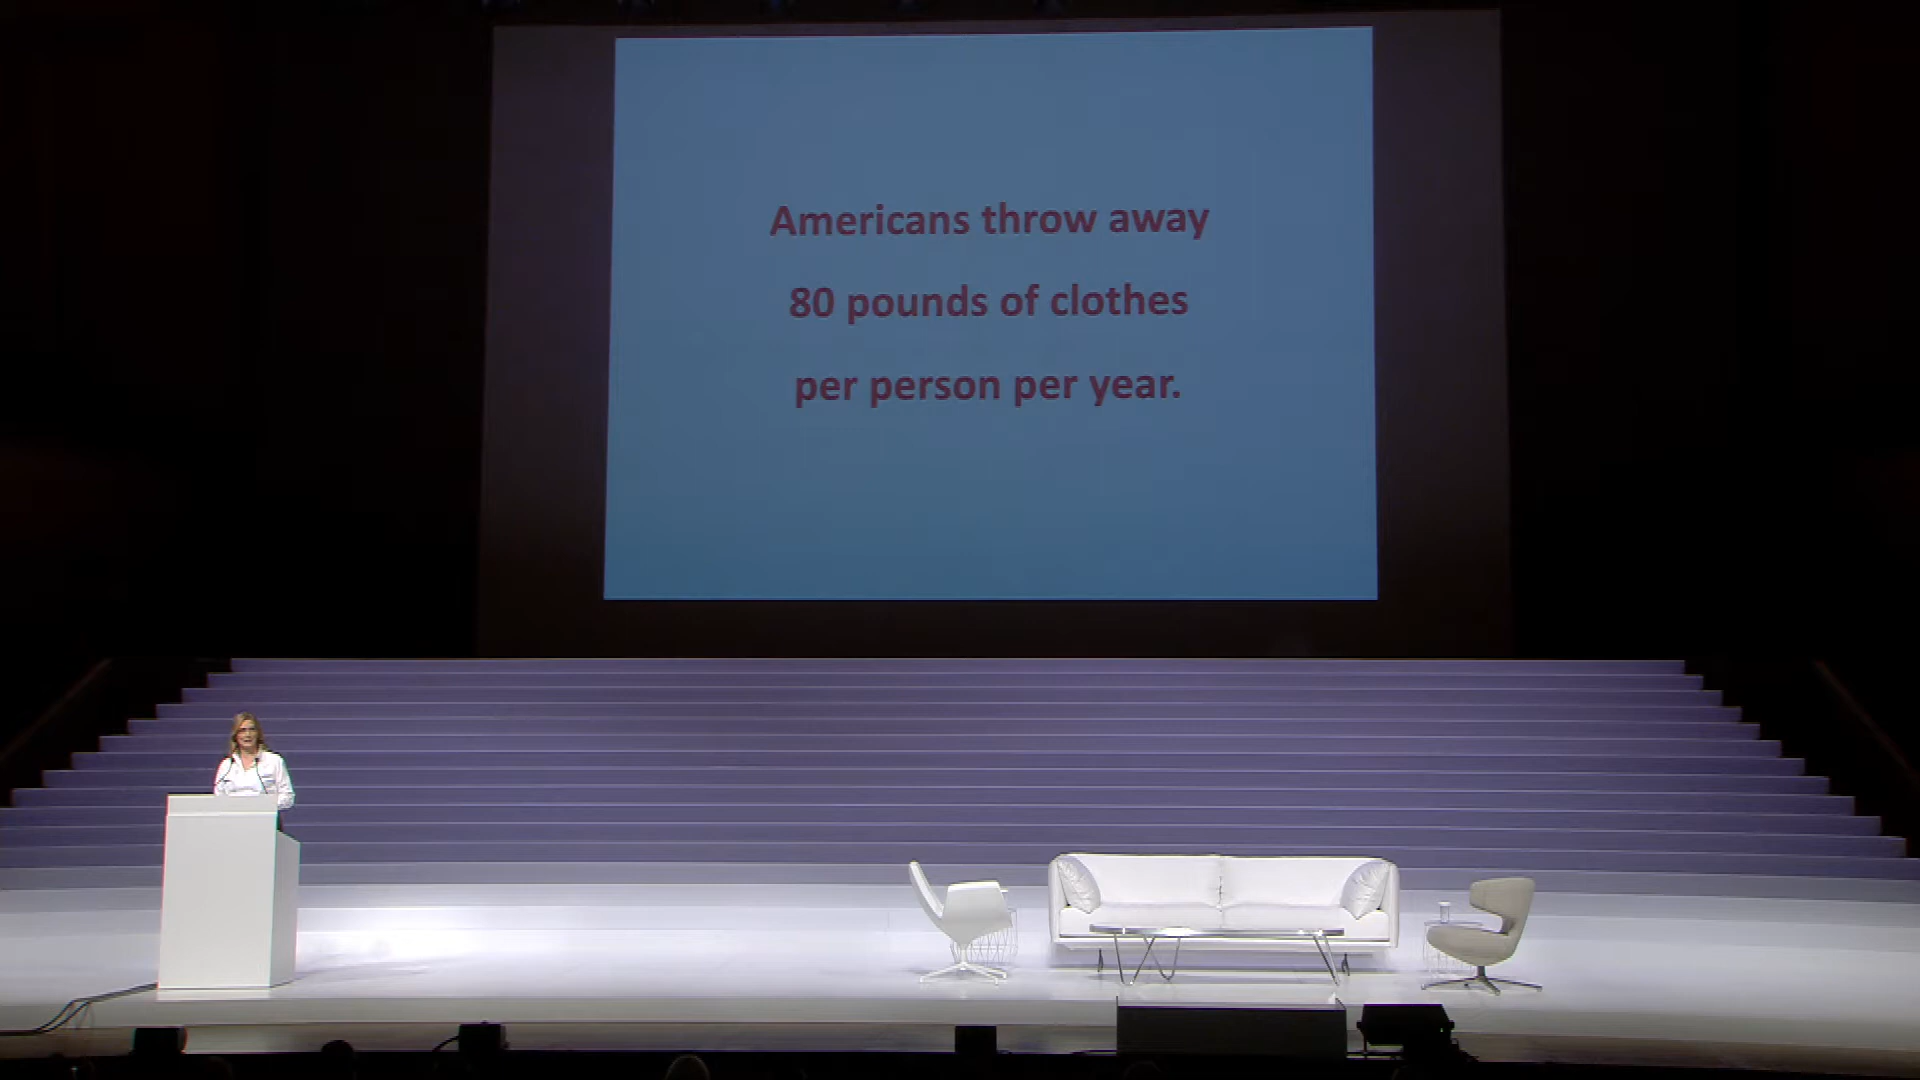 Americans throw away
80 pounds of clothes
per person per year.